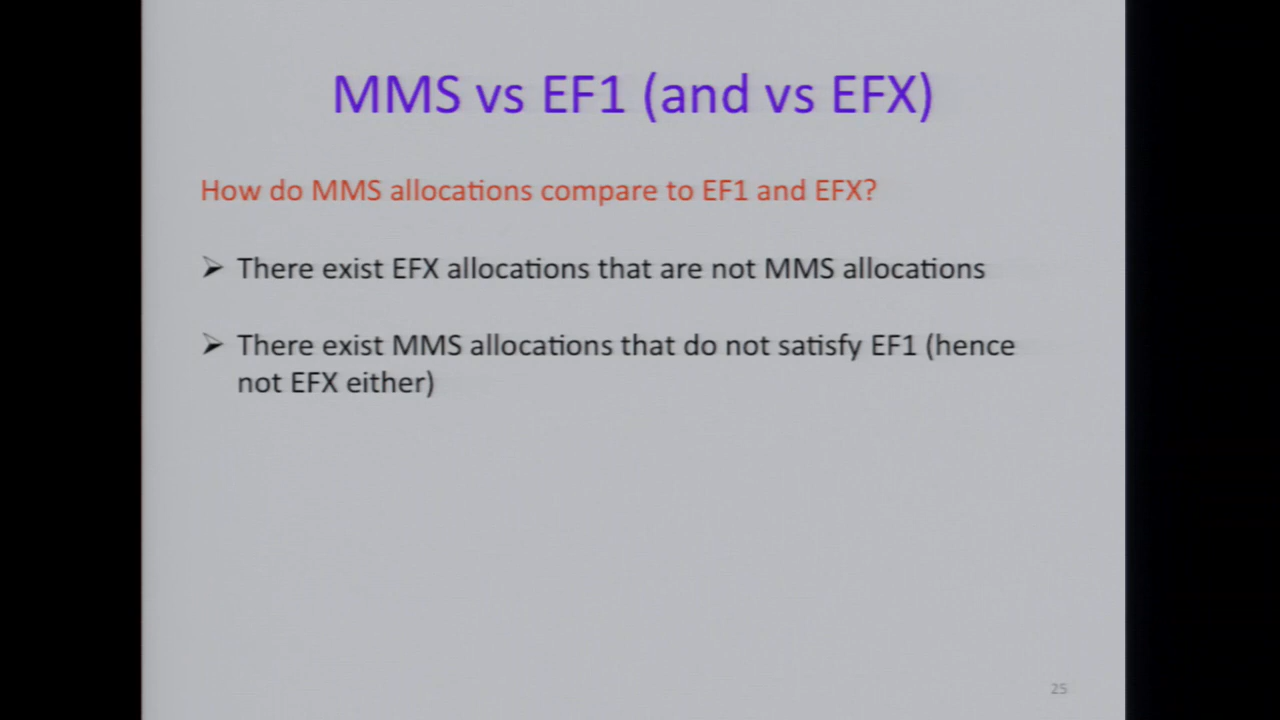 MMS vs EF1 (and vs EFX)
How do MMS allocations compare to EF1 and EFX?
➢ There exist EFX allocations that are not MMS allocations
➢ There exist MMS allocations that do not satisfy EF1 (hence
not EFX either)
25